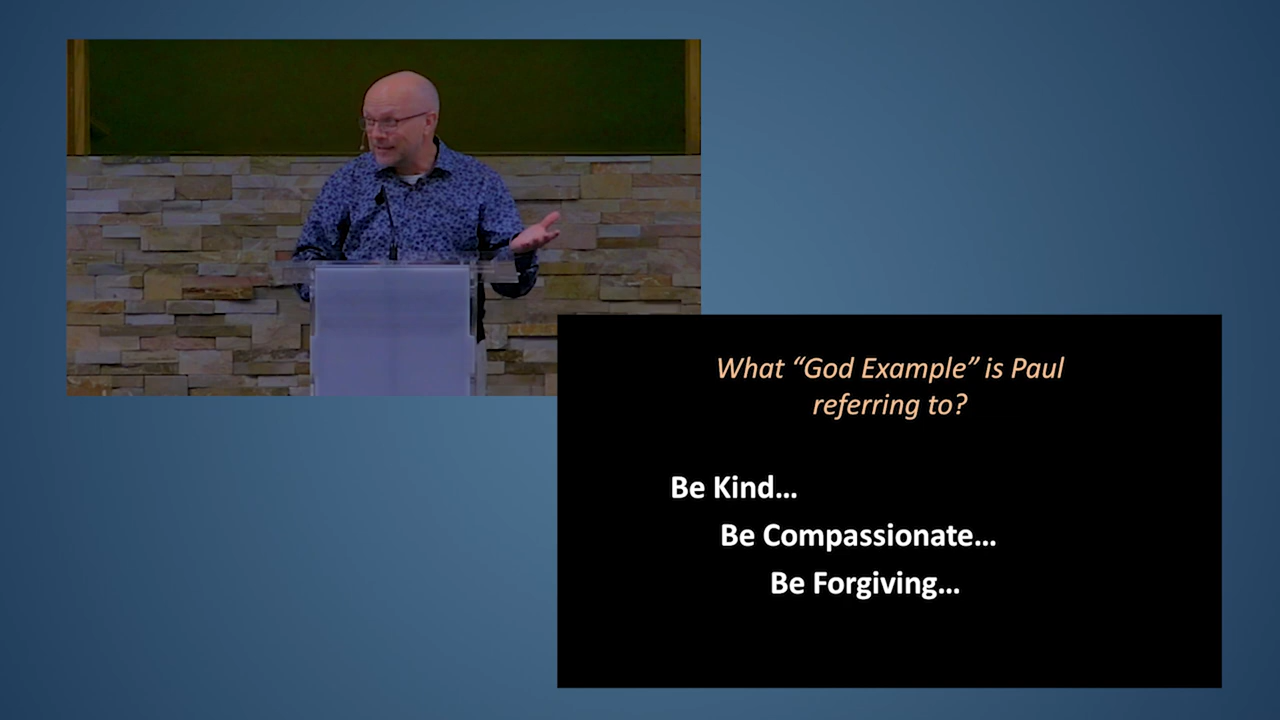 What “God Example” is Paul
referring to?
Be Kind…
Be Compassionate…
Be Forgiving…